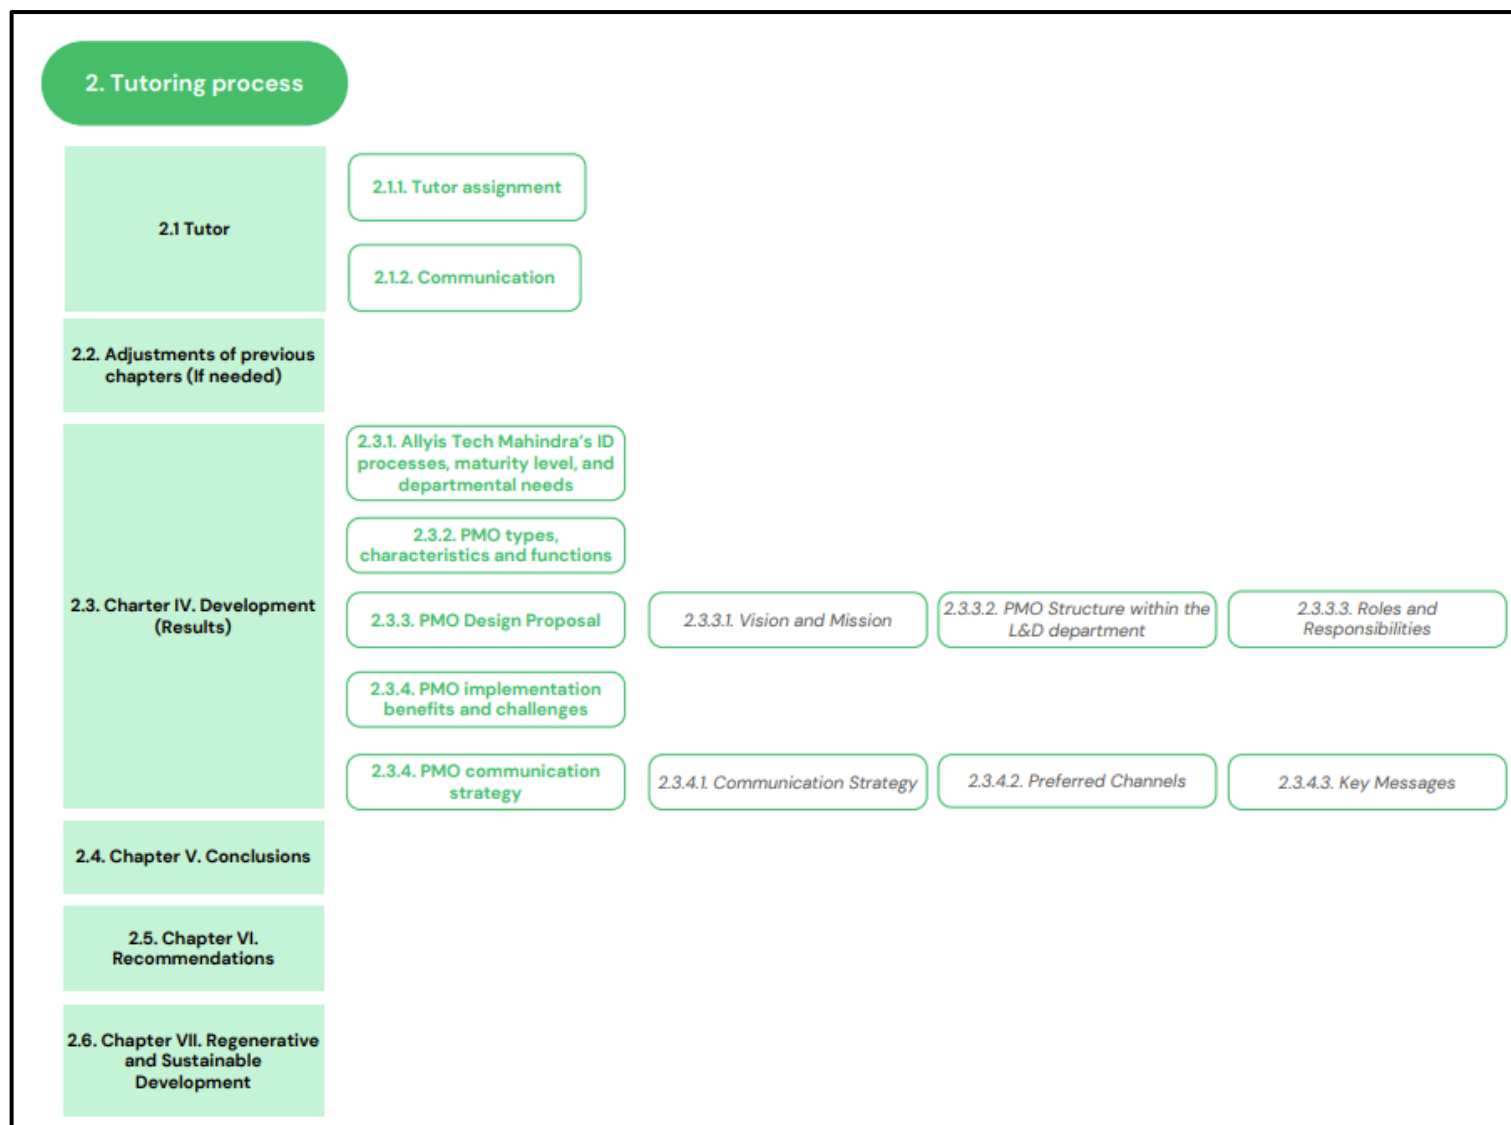 2. Tutoring process
2.1 Tutor
2.1.1. Tutor assignment
2.1.2. Communication
2.2. Adjustments of previous
chapters (If needed)
2.3. Charter IV. Development
(Results)
2.3.1. Allyis Tech Mahindra's ID
processes, maturity level, and
departmental needs
2.3.2. PMO types,
characteristics and functions
2.3.3. PMO Design Proposal
2.3.3.1. Vision and Mission
2.3.3.2. PMO Structure within the
L&D department
2.3.3.3. Roles and
Responsibilities
2.3.4. PMO implementation
benefits and challenges
2.3.4. PMO communication
strategy
2.3.4.1. Communication Strategy
2.3.4.2. Preferred Channels
2.3.4.3. Key Messages
2.4. Chapter V. Conclusions
2.5. Chapter VI.
Recommendations
2.6. Chapter VII. Regenerative
and Sustainable
Development